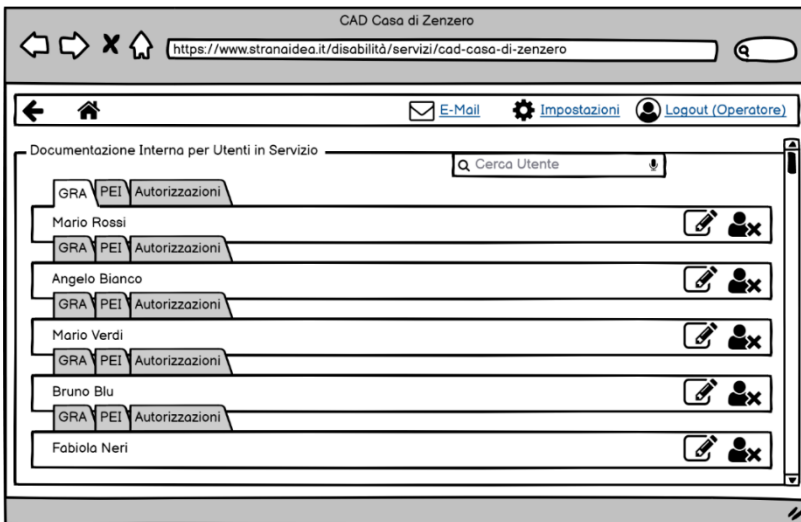 CAD Casa di Zenzero
https://www.stranaidea.it/disabilità/servizi/cad-casa-di-zenzero
E-Mail Impostazioni Logout (Operatore)
Documentazione Interna per Utenti in Servizio
Cerca Utente
GRA PEI Autorizzazioni
Mario Rossi
GRA PEI Autorizzazioni
Angelo Bianco
GRA PEI Autorizzazioni
Mario Verdi
GRA PEI Autorizzazioni
Bruno Blu
GRA PEI Autorizzazioni
Fabiola Neri